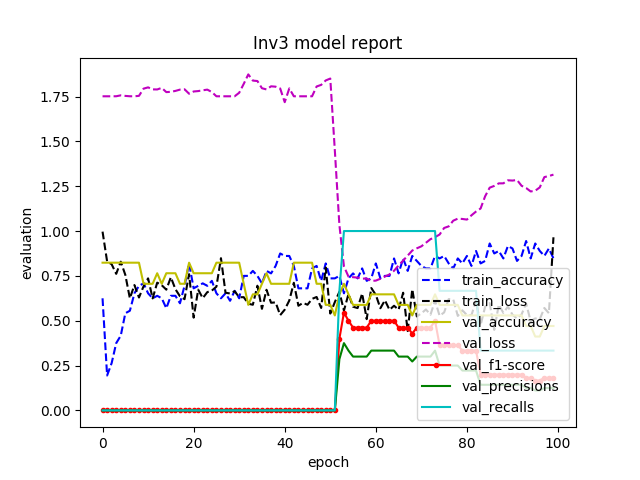 Inv3 model report
evaluation
1.75
1.50
1.25
1.00
0.75
0.50
0.25
0.00
train_accuracy
train_loss
val_accuracy
val_loss
val_f1-score
val_precisions
val_recalls
0 20 40 60 80 100
epoch